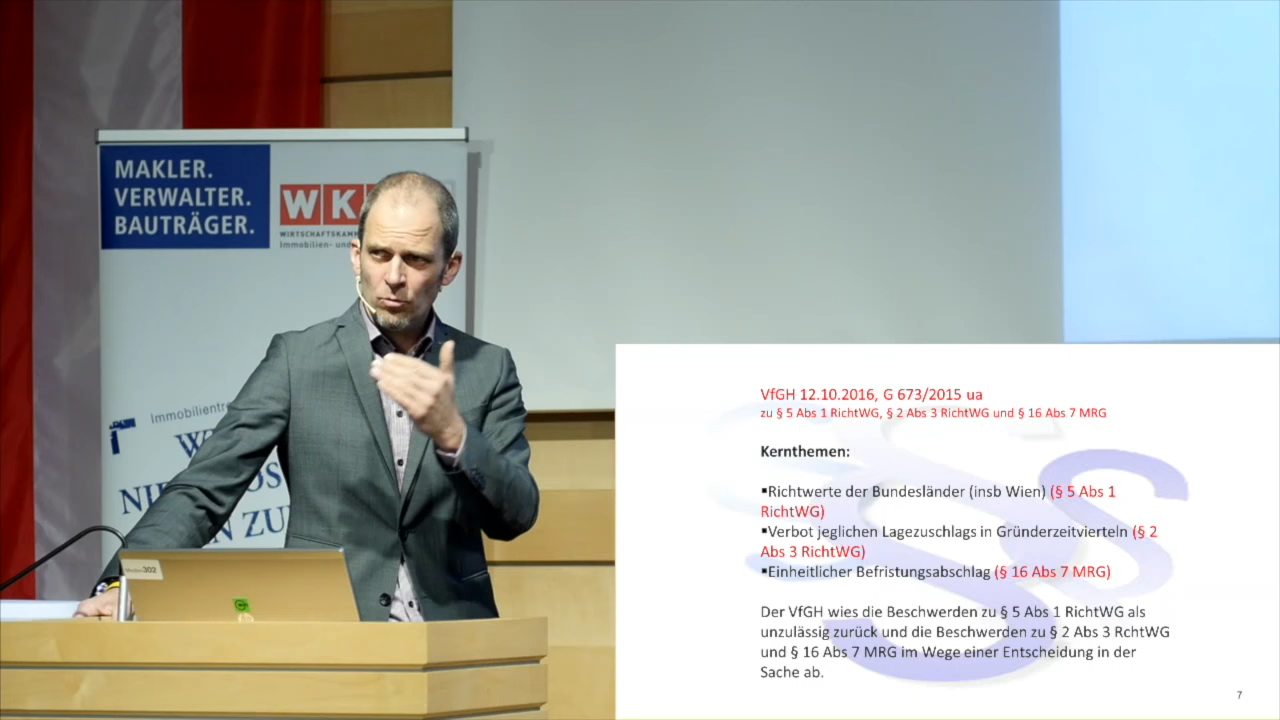 MAKLER.
VERWALTER.
BAUTRÄGER.
WK
WIRTSCHAFTSKAMM
Immobilien- und
Immobilientre
VfGH 12.10.2016, G 673/2015 ua
zu § 5 Abs 1 RichtWG, § 2 Abs 3 RichtWG und § 16 Abs 7 MRG
Kernthemen:
▪Richtwerte der Bundesländer (insb Wien) (§ 5 Abs 1
RichtWG)
▪Verbot jeglichen Lagezuschlags in Gründerzeitvierteln (§ 2
Abs 3 RichtWG)
▪Einheitlicher Befristungsabschlag (§ 16 Abs 7 MRG)
Der VfGH wies die Beschwerden zu § 5 Abs 1 RichtWG als
unzulässig zurück und die Beschwerden zu § 2 Abs 3 RchtWG
und § 16 Abs 7 MRG im Wege einer Entscheidung in der
Sache ab.
7